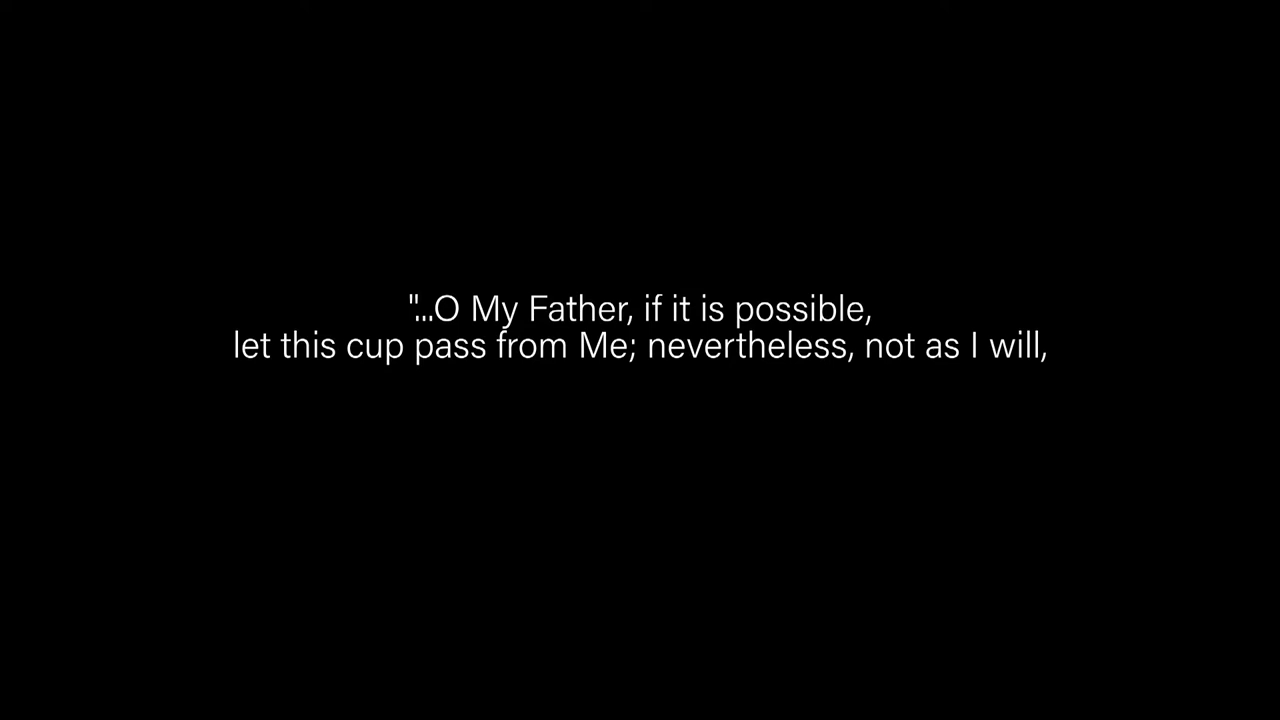 "...O My Father, if it is possible,
let this cup pass from Me; nevertheless, not as I will,